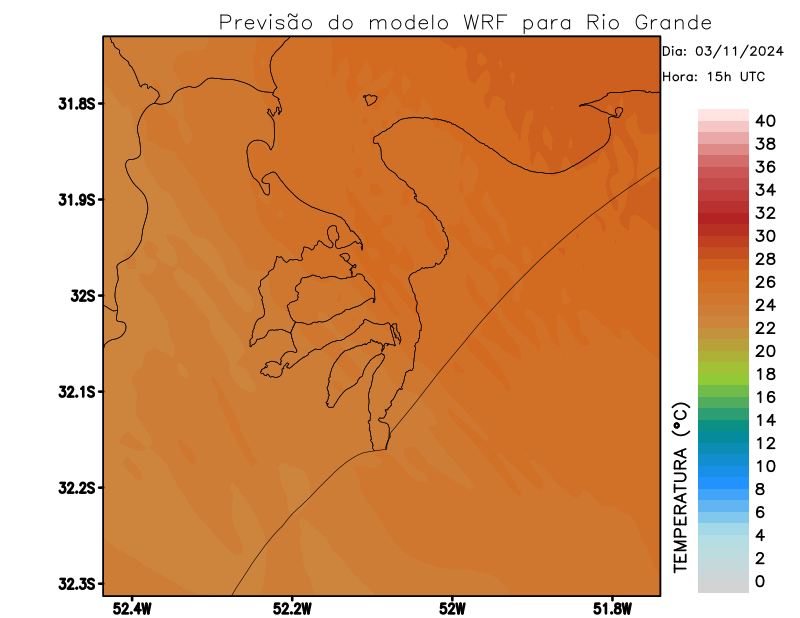 Previsão do modelo WRF para Rio Grande
Dia: 03/11/2024
Hora: 15h UTC
31.8S
31.9S
32S
32.1S
32.2S
32.3S
52.4W
52.2W
52W
51.8W
TEMPERATURA (°C)
40
38
36
34
32
30
28
26
24
22
20
18
16
14
12
10
8
6
4
2
0